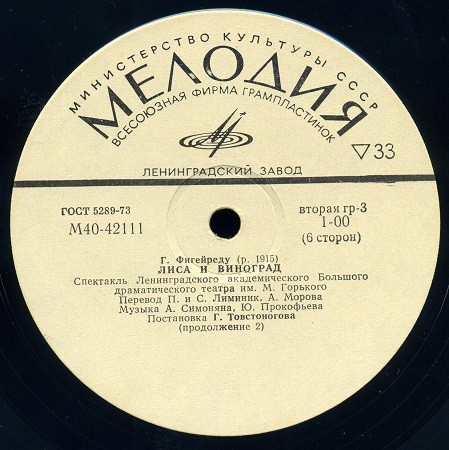 МИНИСТЕРСТВО КУЛЬТУРЫ СССР
МЕЛОДИЯ
ВСЕСОЮЗНАЯ ФИРМА ГРАМПЛАСТИНОК
▽33
ЛЕНИНГРАДСКИЙ ЗАВОД
ГОСТ 5289-73
М40-42111
вторая гр-3
1-00
(6 сторон)
Г. Фигейреду (р. 1915)
ЛИСА И ВИНОГРАД
Спектакль Ленинградского академического Большого
драматического театра им. М. Горького
Перевод П. и С. Лиминик, А. Морова
Музыка А. Симоняна, Ю. Прокофьева
Постановка Г. Товстоногова
(продолжение 2)